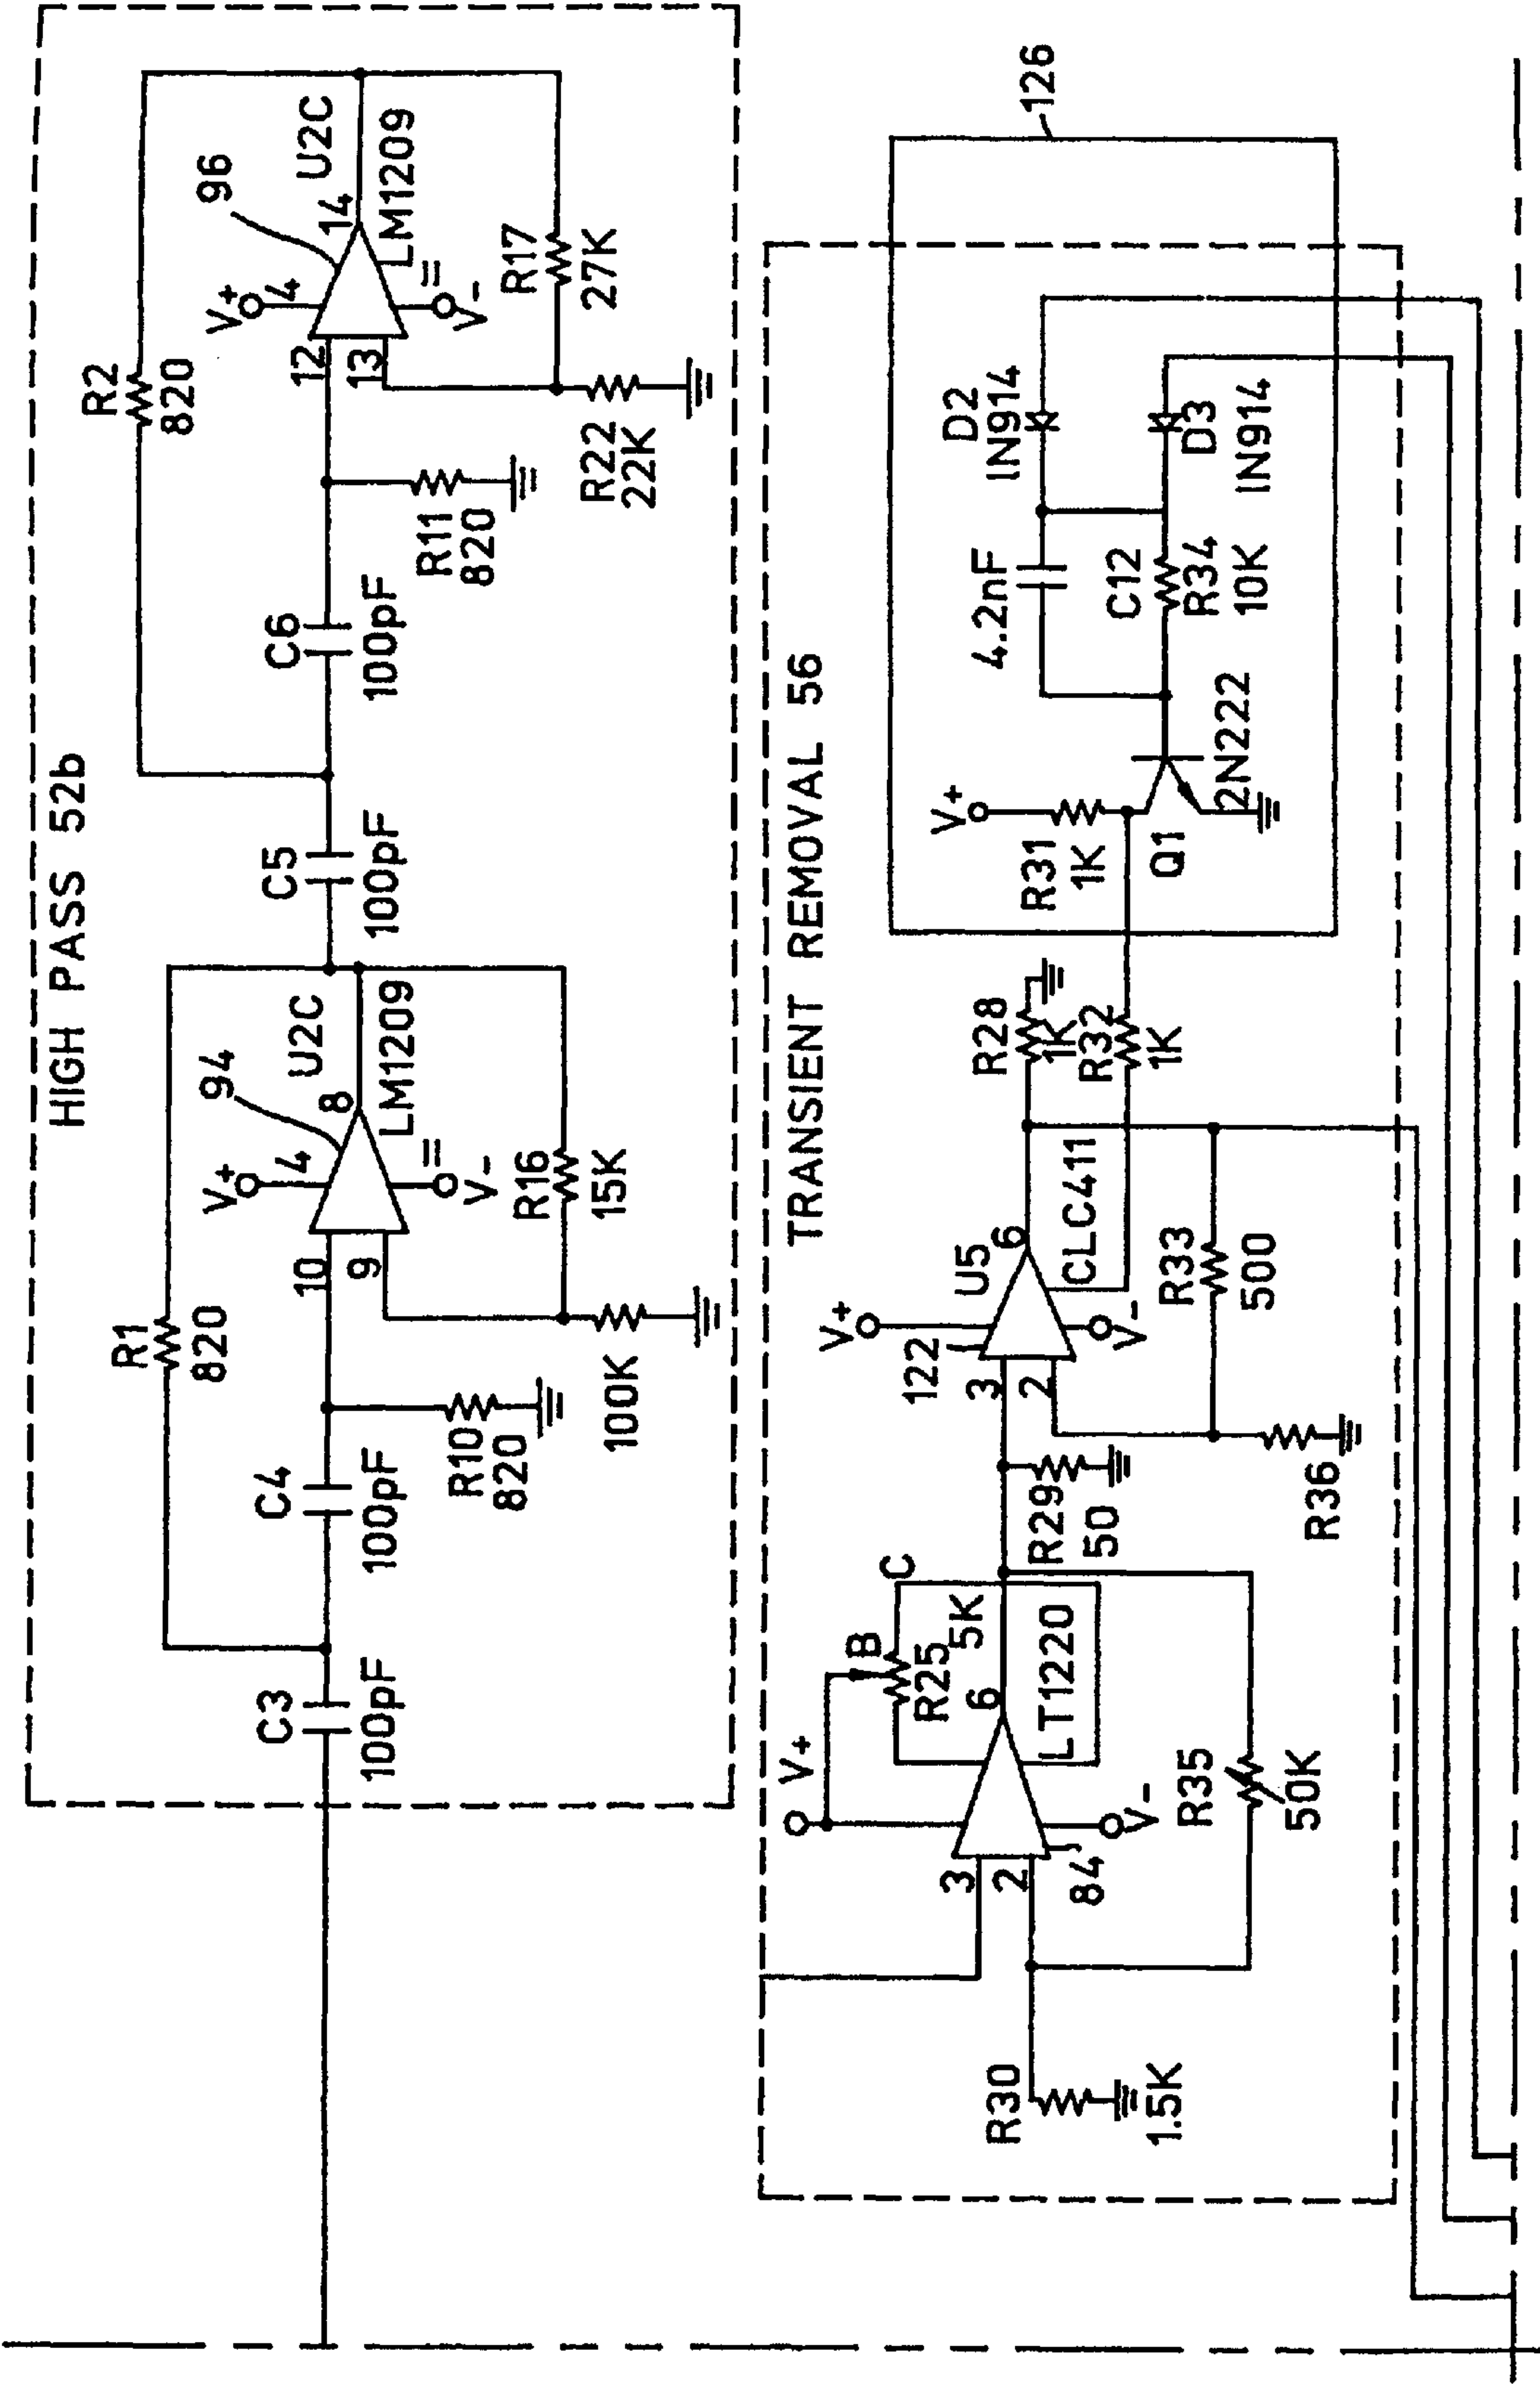 HIGH PASS 52b
R1
820
R2
820
94
96
V+
4
U2C
8
LM1209
=
V-
10
9
V+
4
U2C
14
LM1209
=
V-
12
13
C3
100pF
C4
100pF
R10
820
100K
R16
15K
C5
100pF
C6
100pF
R11
820
R22
22K
R17
27K
TRANSIENT REMOVAL 56
126
V+
B
C
R25
5K
6
LT1220
3
2
84
V-
R30
1.5K
R35
50K
R29
50
V+
122
U5
6
CLC411
3
2
V-
R36
R33
500
R28
1K
R32
1K
V+
R31
1K
Q1
2N222
4.2nF
C12
R34
10K
D2
IN914
D3
IN914